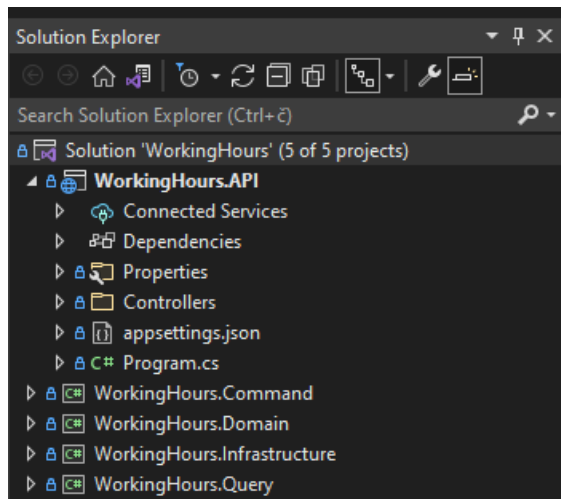 Solution Explorer
Search Solution Explorer (Ctrl+č)
Solution 'WorkingHours' (5 of 5 projects)
WorkingHours.API
Connected Services
Dependencies
Properties
Controllers
appsettings.json
C# Program.cs
C# WorkingHours.Command
C# WorkingHours.Domain
C# WorkingHours.Infrastructure
C# WorkingHours.Query